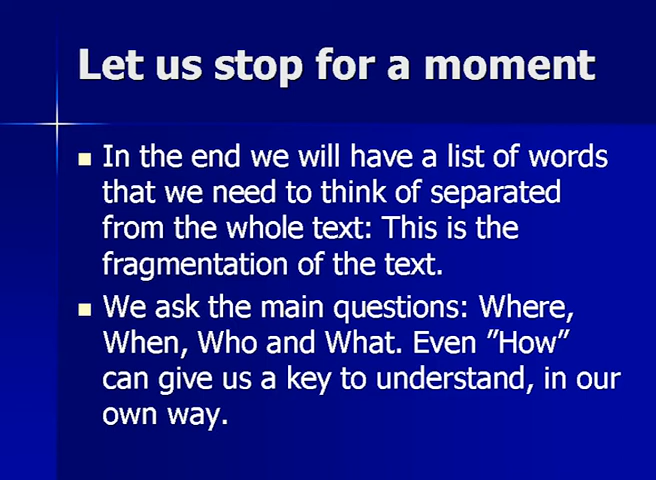 Let us stop for a moment
In the end we will have a list of words
that we need to think of separated
from the whole text: This is the
fragmentation of the text.
We ask the main questions: Where,
When, Who and What. Even ”How”
can give us a key to understand, in our
own way.